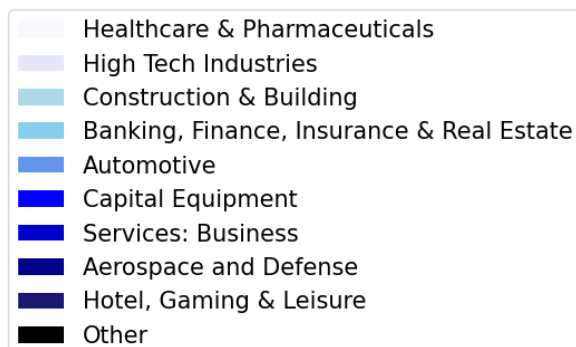 Healthcare & Pharmaceuticals
High Tech Industries
Construction & Building
Banking, Finance, Insurance & Real Estate
Automotive
Capital Equipment
Services: Business
Aerospace and Defense
Hotel, Gaming & Leisure
Other